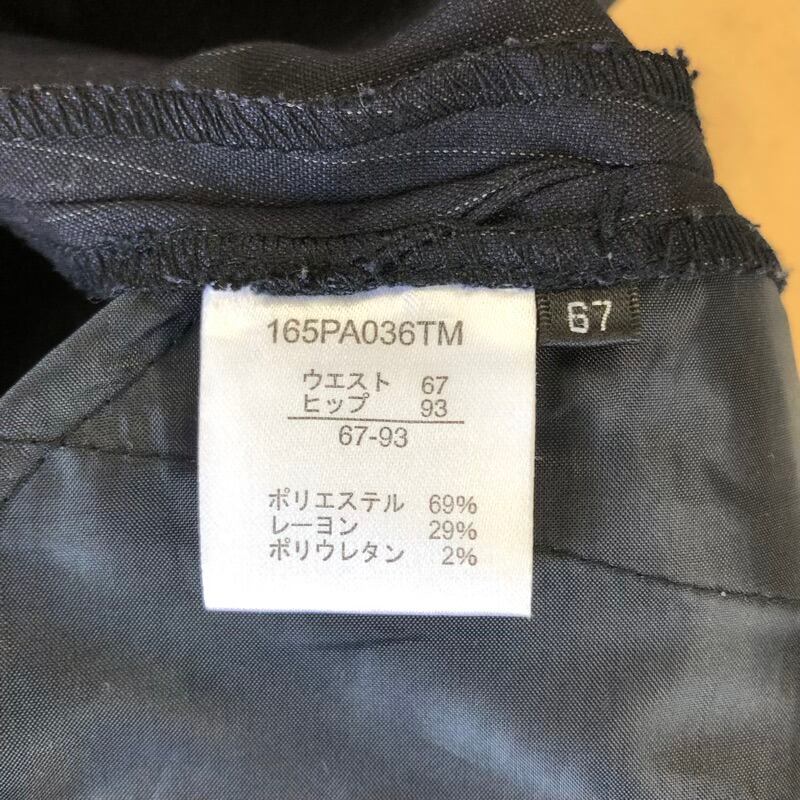 165PA036TM
67
ウエスト 67
ヒップ 93
67-93
ポリエステル 69%
レーヨン 29%
ポリウレタン 2%